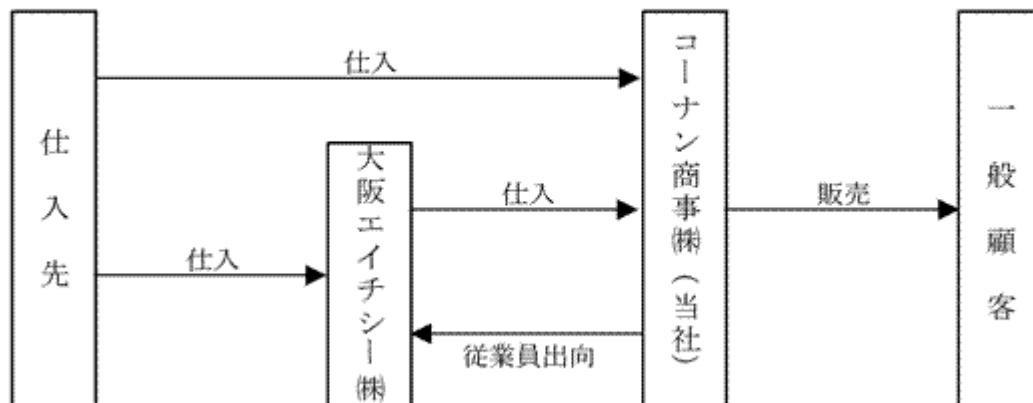 仕入先
仕入
仕入
大阪エイチシー㈱
仕入
従業員出向
コーナン商事㈱（当社）
販売
一般顧客